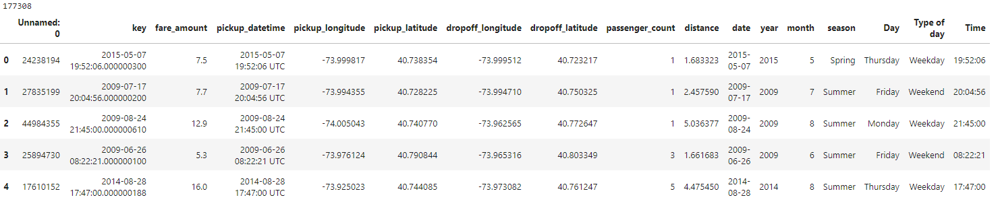 177308
Unnamed: 0 key fare_amount pickup_datetime pickup_longitude pickup_latitude dropoff_longitude dropoff_latitude passenger_count distance date year month season Day Type of day Time
0 24238194 2015-05-07 19:52:06.000000300 7.5 2015-05-07 19:52:06 UTC -73.999817 40.738354 -73.999512 40.723217 1 1.683323 2015-05-07 2015 5 Spring Thursday Weekday 19:52:06
1 27835199 2009-07-17 20:04:56.000000200 7.7 2009-07-17 20:04:56 UTC -73.994355 40.728225 -73.994710 40.750325 1 2.457590 2009-07-17 2009 7 Summer Friday Weekend 20:04:56
2 44984355 2009-08-24 21:45:00.000000610 12.9 2009-08-24 21:45:00 UTC -74.005043 40.740770 -73.962565 40.772647 1 5.036377 2009-08-24 2009 8 Summer Monday Weekday 21:45:00
3 25894730 2009-06-26 08:22:21.000000100 5.3 2009-06-26 08:22:21 UTC -73.976124 40.790844 -73.965316 40.803349 3 1.661683 2009-06-26 2009 6 Summer Friday Weekend 08:22:21
4 17610152 2014-08-28 17:47:00.000000188 16.0 2014-08-28 17:47:00 UTC -73.925023 40.744085 -73.973082 40.761247 5 4.475450 2014-08-28 2014 8 Summer Thursday Weekday 17:47:00